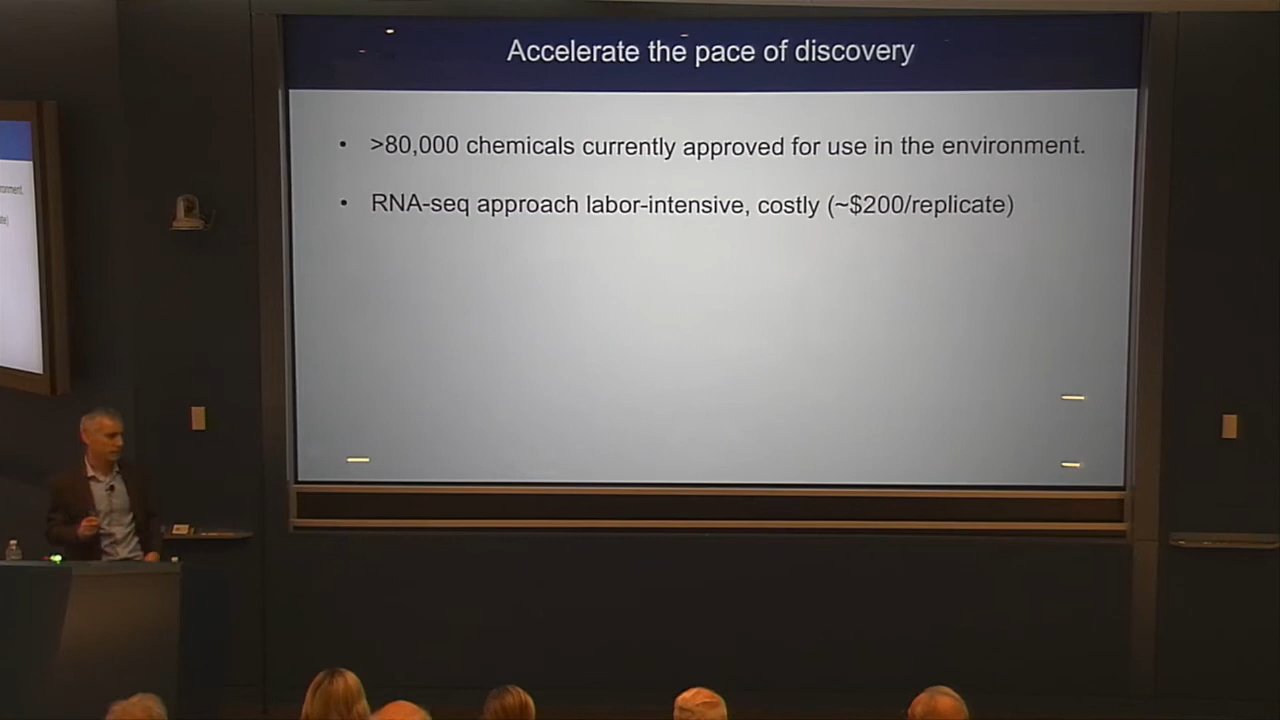 Accelerate the pace of discovery
• >80,000 chemicals currently approved for use in the environment.
• RNA-seq approach labor-intensive, costly (~$200/replicate)